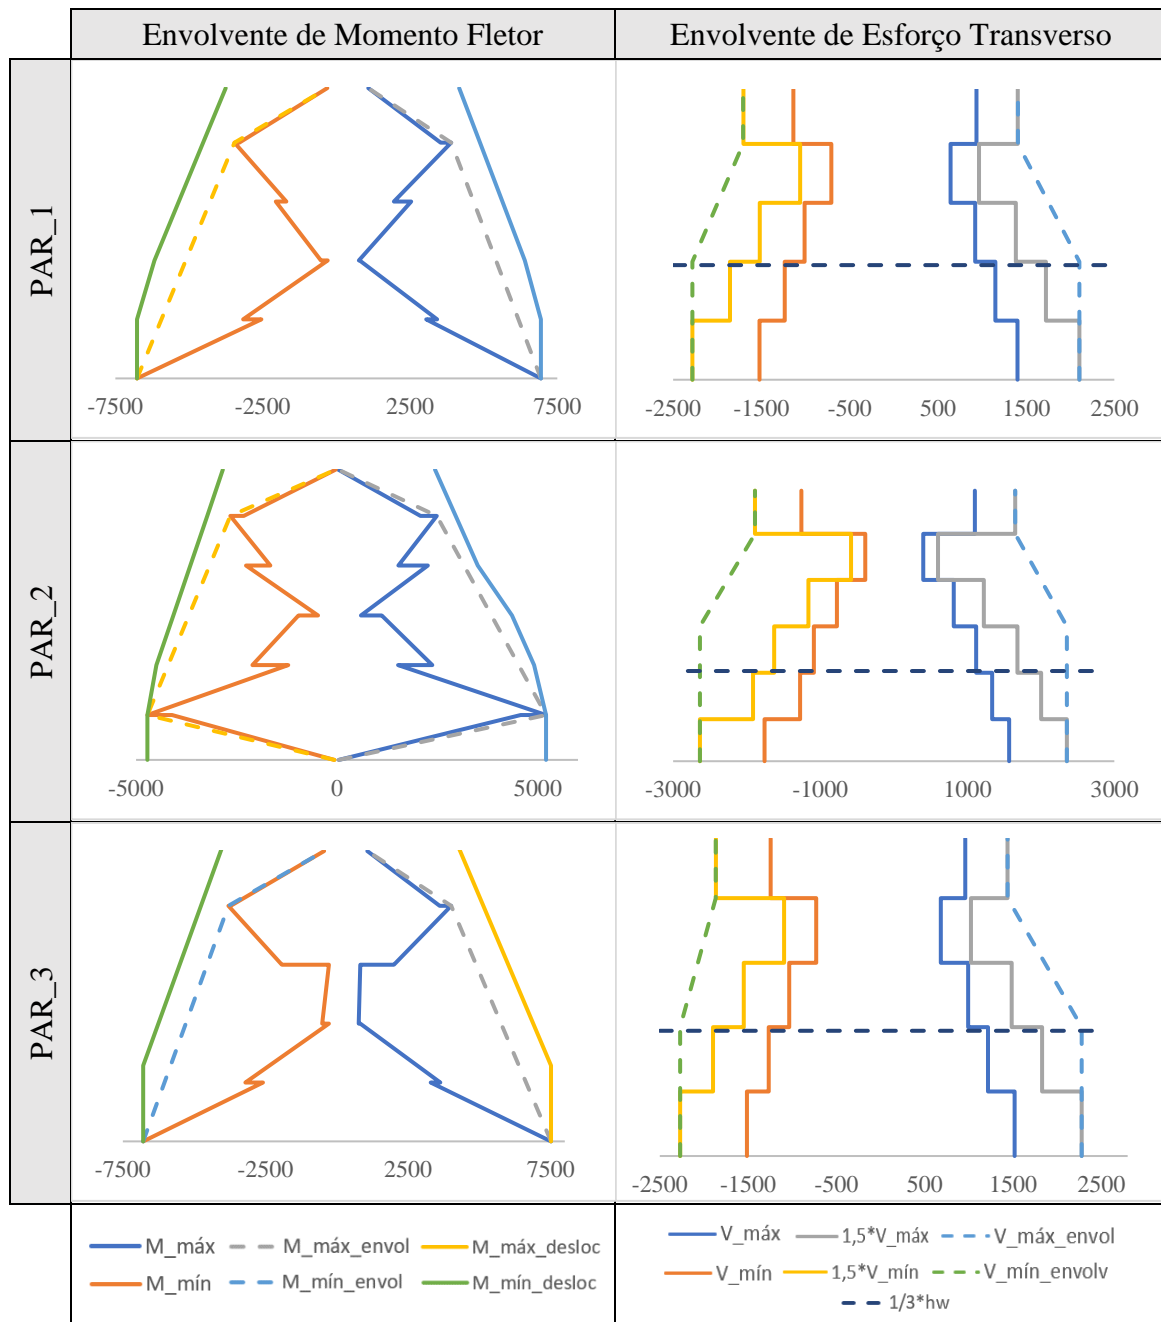 Envolvente de Momento Fletor
Envolvente de Esforço Transverso
PAR_1
-7500 -2500 2500 7500
-2500 -1500 -500 500 1500 2500
PAR_2
-5000 0 5000
-3000 -1000 1000 3000
PAR_3
-7500 -2500 2500 7500
-2500 -1500 -500 500 1500 2500
M_máx M_máx_envol M_máx_desloc
M_mín M_mín_envol M_mín_desloc
V_máx 1,5*V_máx V_máx_envol
V_mín 1,5*V_mín V_mín_envolv
1/3*hw